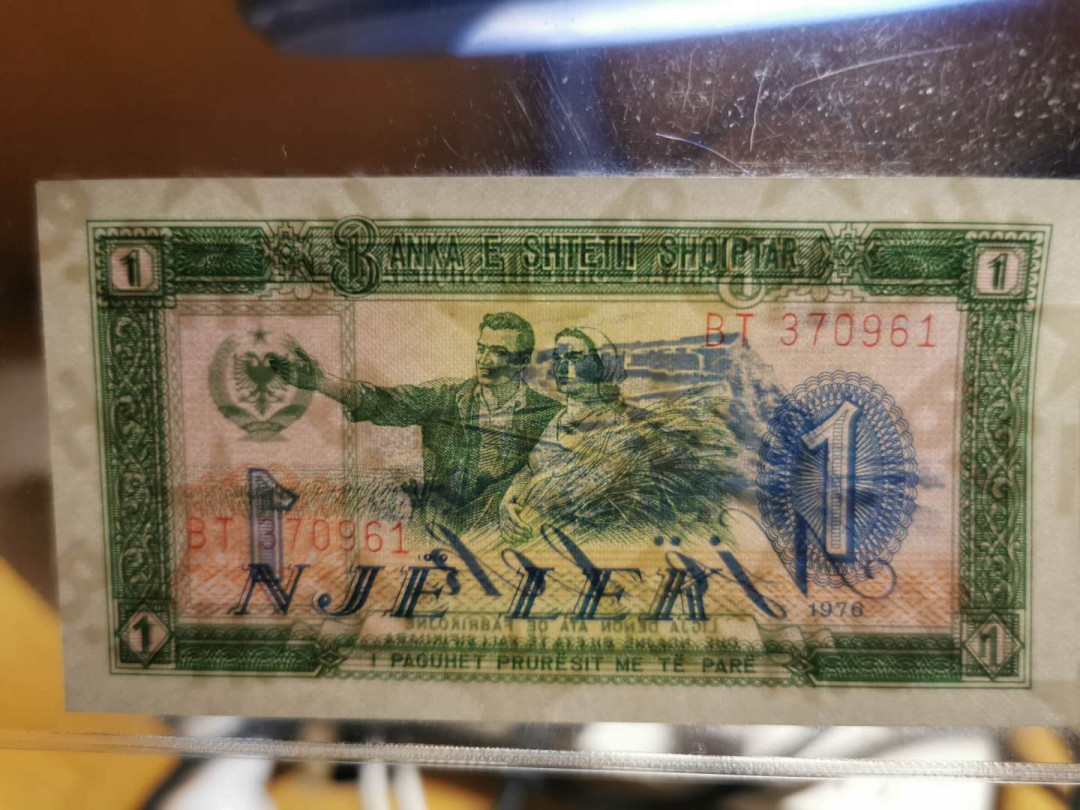 1 BANKA E SHTETIT SHQIPTAR 1
BT 370961
1
BT 370961
NJË LEK
1976
1 I PAGUHET PRURËSIT ME TË PARË 1